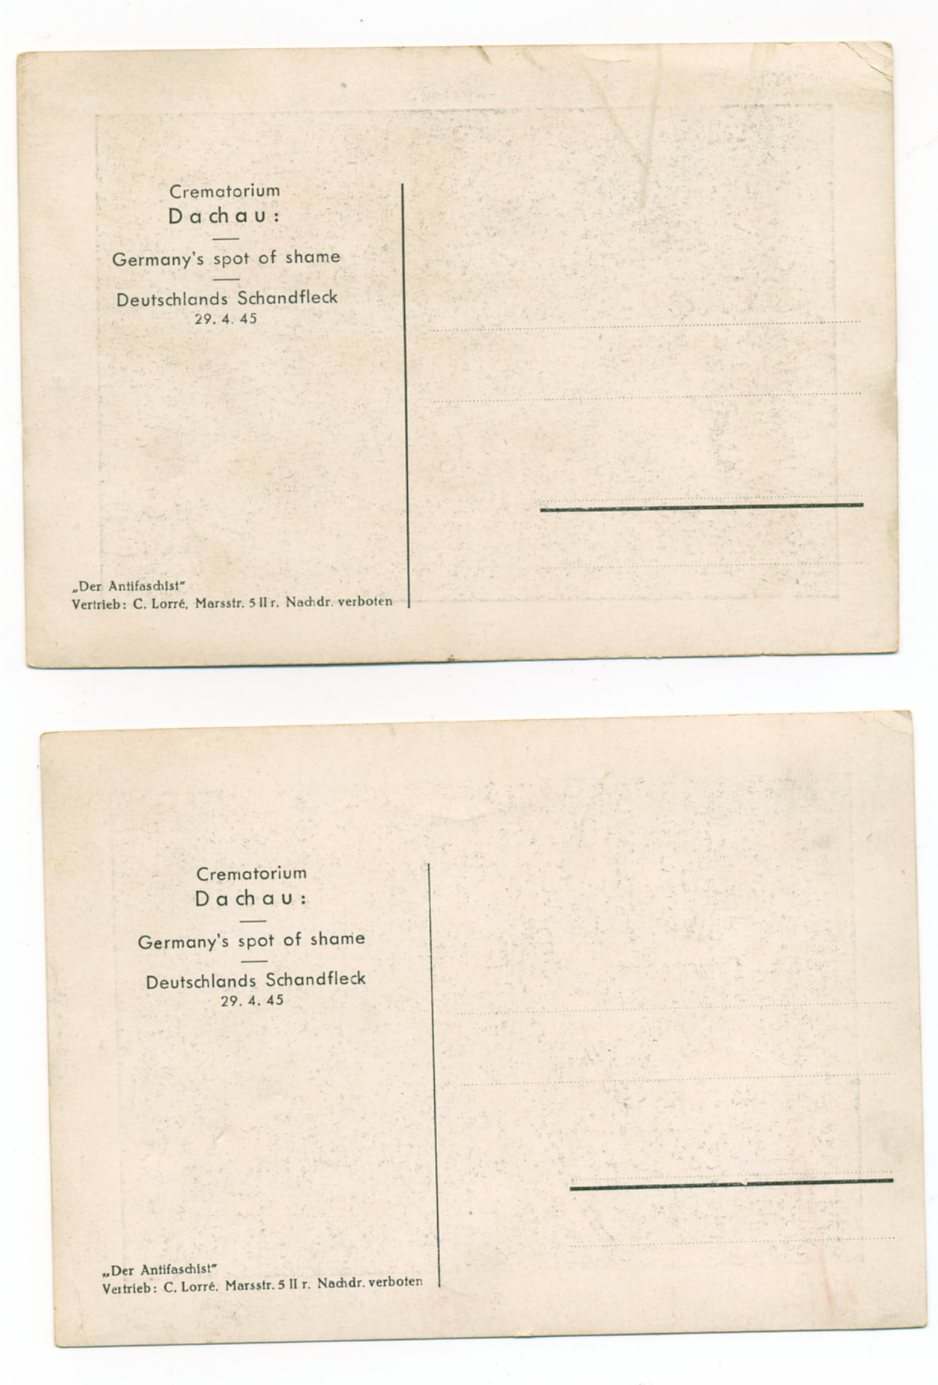 Crematorium
Dachau:
Germany's spot of shame
Deutschlands Schandfleck
29. 4. 45
„Der Antifaschist"
Vertrieb: C. Lorré, Marsstr. 5 II r. Nachdr. verboten
Crematorium
Dachau:
Germany's spot of shame
Deutschlands Schandfleck
29. 4. 45
„Der Antifaschist"
Vertrieb: C. Lorré, Marsstr. 5 II r. Nachdr. verboten